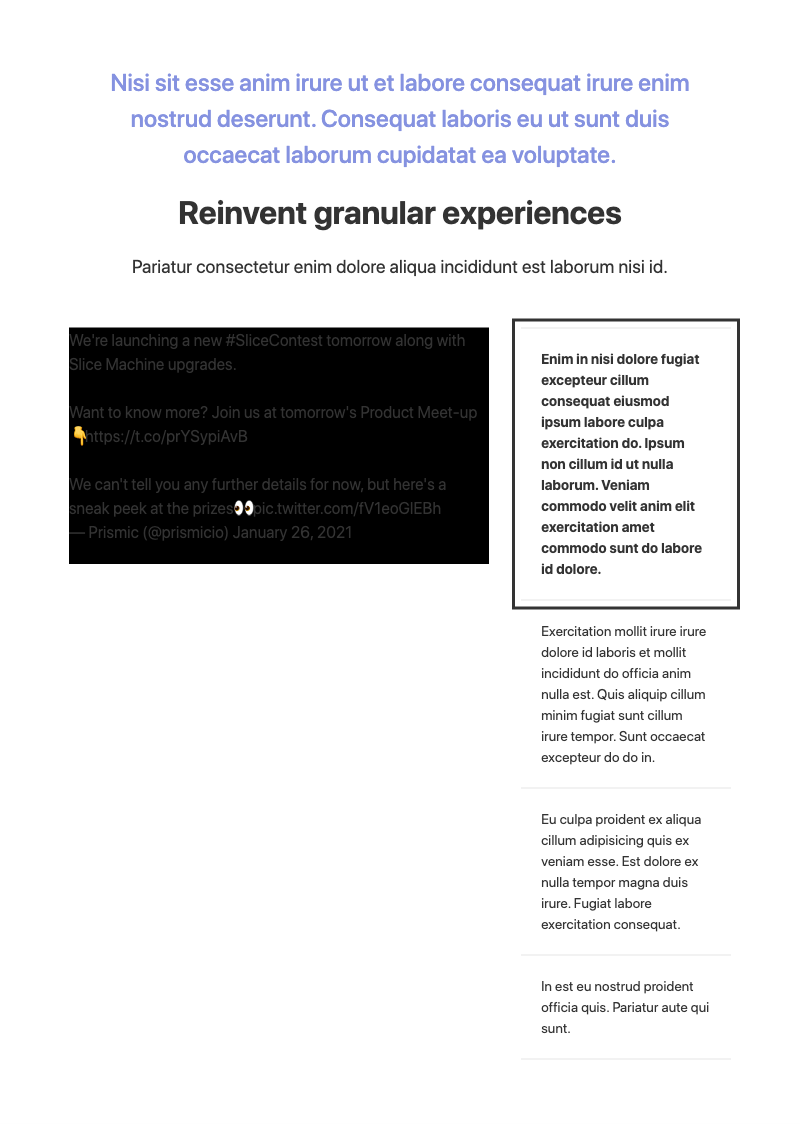 Nisi sit esse anim irure ut et labore consequat irure enim
nostrud deserunt. Consequat laboris eu ut sunt duis
occaecat laborum cupidatat ea voluptate.
Reinvent granular experiences
Pariatur consectetur enim dolore aliqua incididunt est laborum nisi id.
We're launching a new #SliceContest tomorrow along with
Slice Machine upgrades.
Want to know more? Join us at tomorrow's Product Meet-up
👇https://t.co/prYSypiAvB
We can't tell you any further details for now, but here's a
sneak peek at the prizes👀pic.twitter.com/fV1eoGlEBh
— Prismic (@prismicio) January 26, 2021
Enim in nisi dolore fugiat
excepteur cillum
consequat eiusmod
ipsum labore culpa
exercitation do. Ipsum
non cillum id ut nulla
laborum. Veniam
commodo velit anim elit
exercitation amet
commodo sunt do labore
id dolore.
Exercitation mollit irure irure
dolore id laboris et mollit
incididunt do officia anim
nulla est. Quis aliquip cillum
minim fugiat sunt cillum
irure tempor. Sunt occaecat
excepteur do do in.
Eu culpa proident ex aliqua
cillum adipisicing quis ex
veniam esse. Est dolore ex
nulla tempor magna duis
irure. Fugiat labore
exercitation consequat.
In est eu nostrud proident
officia quis. Pariatur aute qui
sunt.